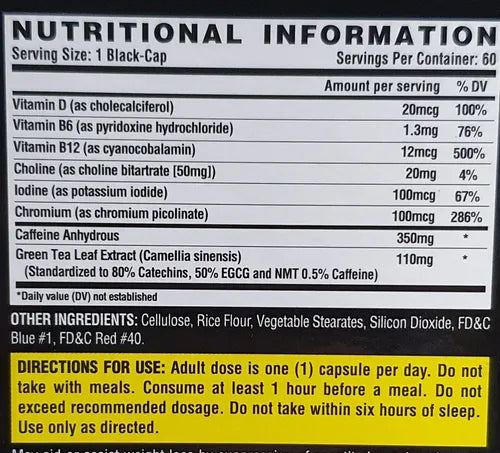 NUTRITIONAL INFORMATION
Serving Size: 1 Black-Cap Servings Per Container: 60
Amount per serving % DV
Vitamin D (as cholecalciferol) 20mcg 100%
Vitamin B6 (as pyridoxine hydrochloride) 1.3mg 76%
Vitamin B12 (as cyanocobalamin) 12mcg 500%
Choline (as choline bitartrate [50mg]) 20mg 4%
Iodine (as potassium iodide) 100mcg 67%
Chromium (as chromium picolinate) 100mcg 286%
Caffeine Anhydrous 350mg *
Green Tea Leaf Extract (Camellia sinensis) 110mg *
(Standardized to 80% Catechins, 50% EGCG and NMT 0.5% Caffeine)
*Daily value (DV) not established
OTHER INGREDIENTS: Cellulose, Rice Flour, Vegetable Stearates, Silicon Dioxide, FD&C
Blue #1, FD&C Red #40.
DIRECTIONS FOR USE: Adult dose is one (1) capsule per day. Do not
take with meals. Consume at least 1 hour before a meal. Do not
exceed recommended dosage. Do not take within six hours of sleep.
Use only as directed.